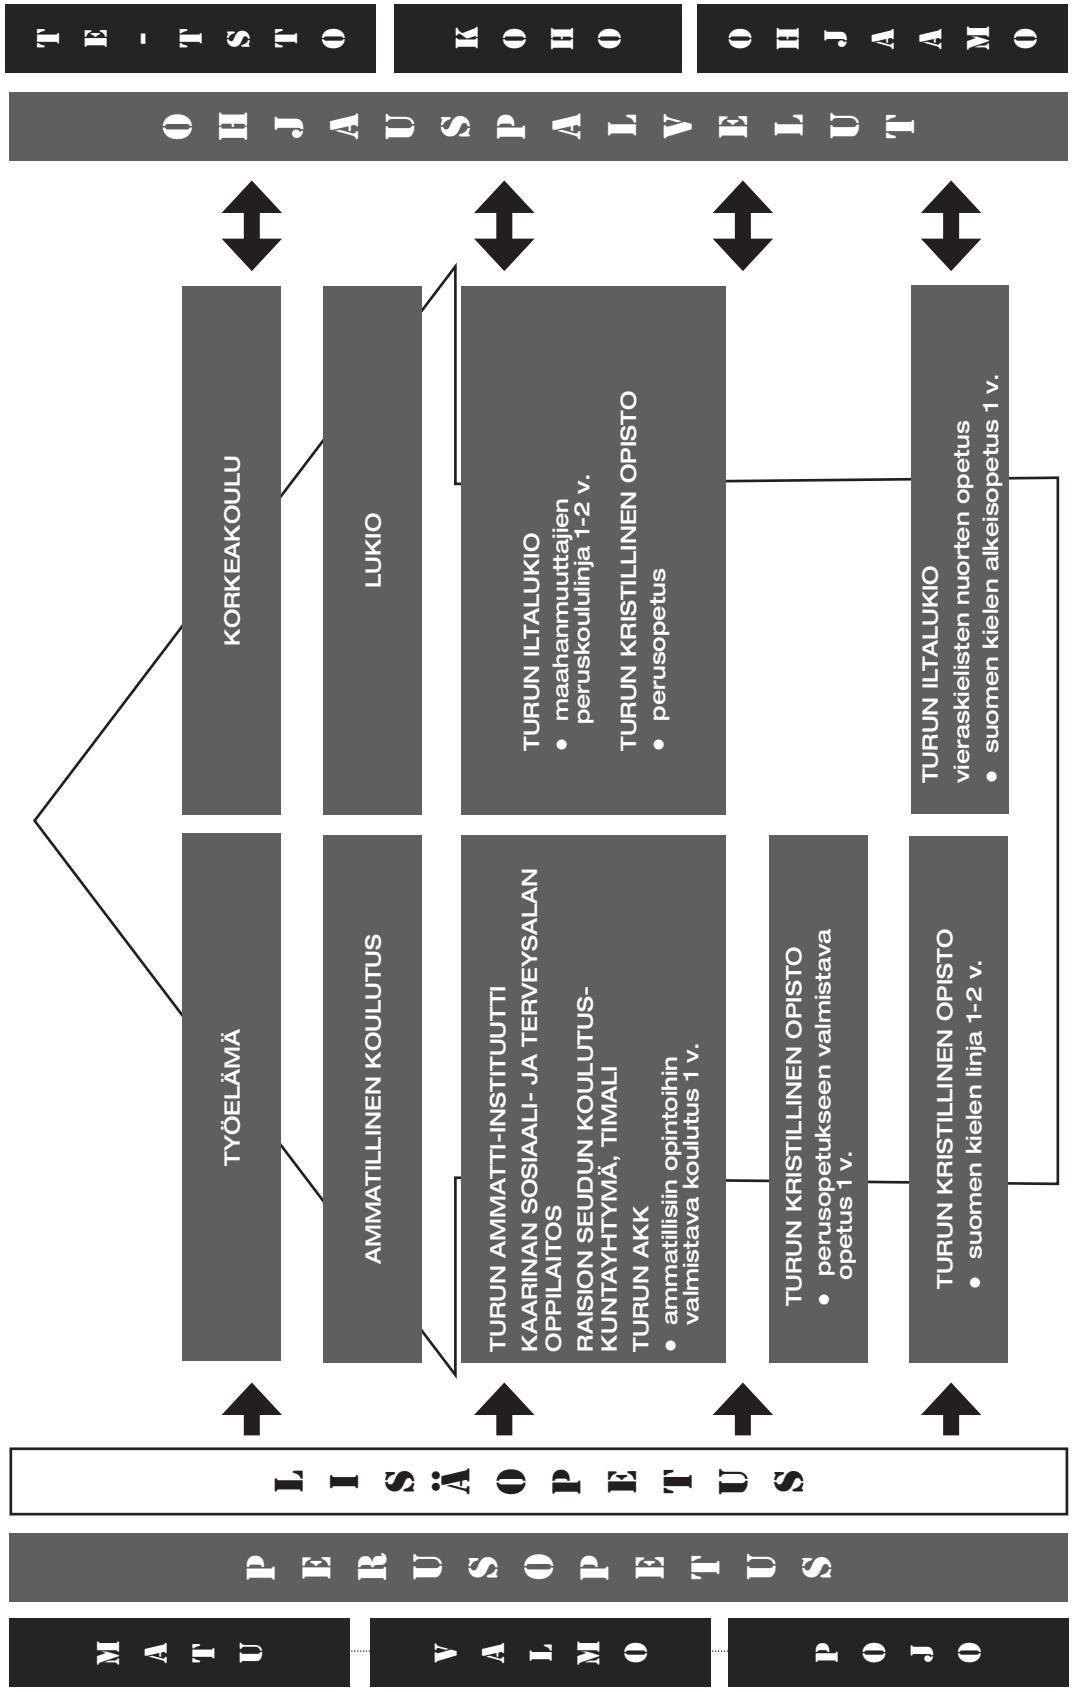 MATU
VALMO
POJO
PERUSOPETUS
LISÄOPETUS
TYÖELÄMÄ
KORKEAKOULU
AMMATILLINEN KOULUTUS
LUKIO
TURUN AMMATTI-INSTITUUTTI
KAARINAN SOSIAALI- JA TERVEYSALAN
OPPILAITOS
RAISION SEUDUN KOULUTUS-
KUNTAYHTYMÄ, TIMALI
TURUN AKK
• ammatillisiin opintoihin
valmistava koulutus 1 v.
TURUN ILTALUKIO
• maahanmuuttajien
peruskoululinja 1-2 v.
TURUN KRISTILLINEN OPISTO
• perusopetus
TURUN KRISTILLINEN OPISTO
• perusopetukseen valmistava
opetus 1 v.
TURUN KRISTILLINEN OPISTO
• suomen kielen linja 1-2 v.
TURUN ILTALUKIO
vieraskielisten nuorten opetus
• suomen kielen alkeisopetus 1 v.
OHJAUSPALVELUT
TE-TSTO
KOHO
OHJAAMO